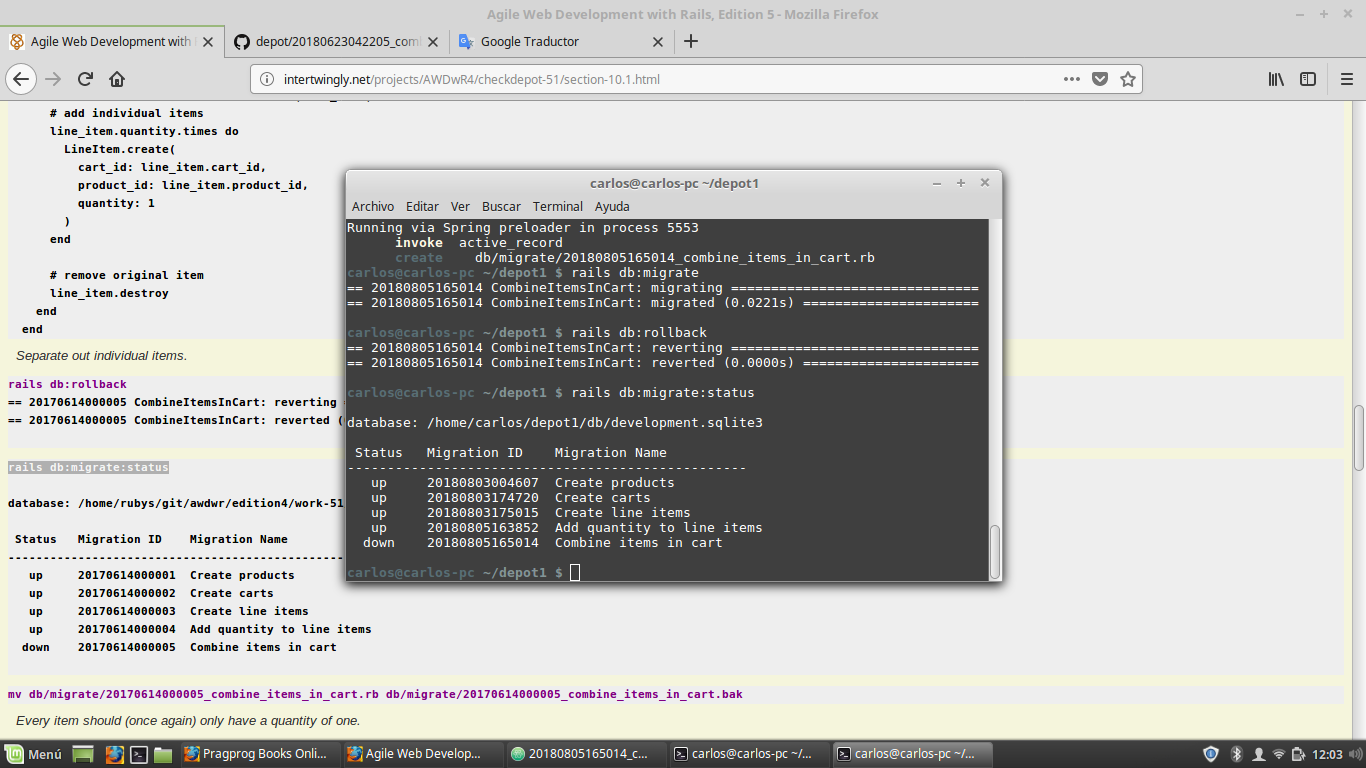 Agile Web Development with Rails, Edition 5 - Mozilla Firefox
Agile Web Development with
depot/20180623042205_com
Google Traductor
intertwingly.net/projects/AWDwR4/checkdepot-51/section-10.1.html
# add individual items
line_item.quantity.times do
LineItem.create(
cart_id: line_item.cart_id,
product_id: line_item.product_id,
quantity: 1
)
end
# remove original item
line_item.destroy
end
end
Separate out individual items.
rails db:rollback
== 20170614000005 CombineItemsInCart: reverting
== 20170614000005 CombineItemsInCart: reverted (
rails db:migrate:status
database: /home/rubys/git/awdwr/edition4/work-51
Status Migration ID Migration Name
--------------------------------------------------
up 20170614000001 Create products
up 20170614000002 Create carts
up 20170614000003 Create line items
up 20170614000004 Add quantity to line items
down 20170614000005 Combine items in cart
mv db/migrate/20170614000005_combine_items_in_cart.rb db/migrate/20170614000005_combine_items_in_cart.bak
Every item should (once again) only have a quantity of one.
carlos@carlos-pc ~/depot1
Archivo Editar Ver Buscar Terminal Ayuda
Running via Spring preloader in process 5553
invoke active_record
create db/migrate/20180805165014_combine_items_in_cart.rb
carlos@carlos-pc ~/depot1 $ rails db:migrate
== 20180805165014 CombineItemsInCart: migrating ===============================
== 20180805165014 CombineItemsInCart: migrated (0.0221s) ======================
carlos@carlos-pc ~/depot1 $ rails db:rollback
== 20180805165014 CombineItemsInCart: reverting ===============================
== 20180805165014 CombineItemsInCart: reverted (0.0000s) ======================
carlos@carlos-pc ~/depot1 $ rails db:migrate:status
database: /home/carlos/depot1/db/development.sqlite3
Status Migration ID Migration Name
--------------------------------------------------
up 20180803004607 Create products
up 20180803174720 Create carts
up 20180803175015 Create line items
up 20180805163852 Add quantity to line items
down 20180805165014 Combine items in cart
carlos@carlos-pc ~/depot1 $
Menú
Pragprog Books Onli...
Agile Web Develop...
20180805165014_c...
carlos@carlos-pc ~/...
carlos@carlos-pc ~/...
12:03